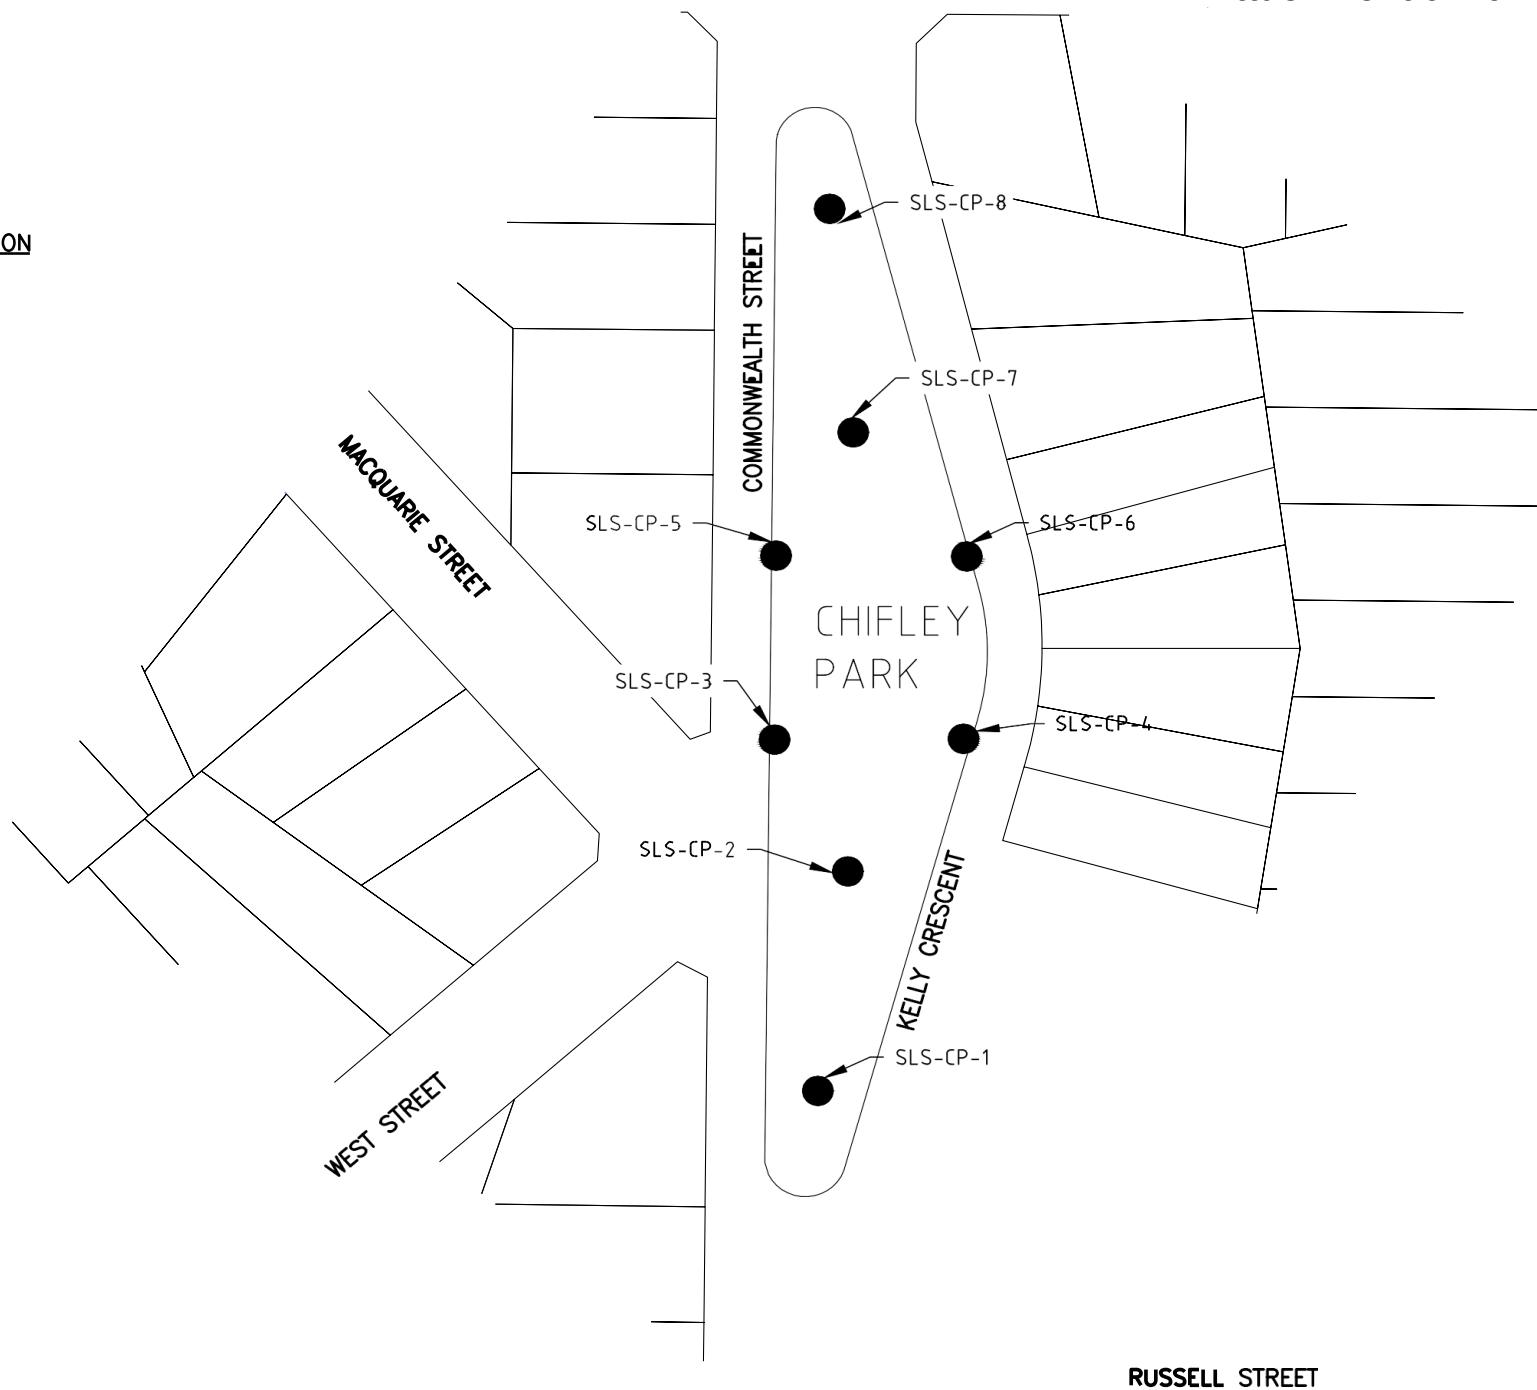 ON
SLS-CP-8
COMMONWEALTH STREET
SLS-CP-7
MACQUARIE STREET
SLS-CP-5
SLS-CP-6
CHIFLEY
PARK
SLS-CP-3
SLS-CP-4
SLS-CP-2
KELLY CRESCENT
SLS-CP-1
WEST STREET
RUSSELL STREET